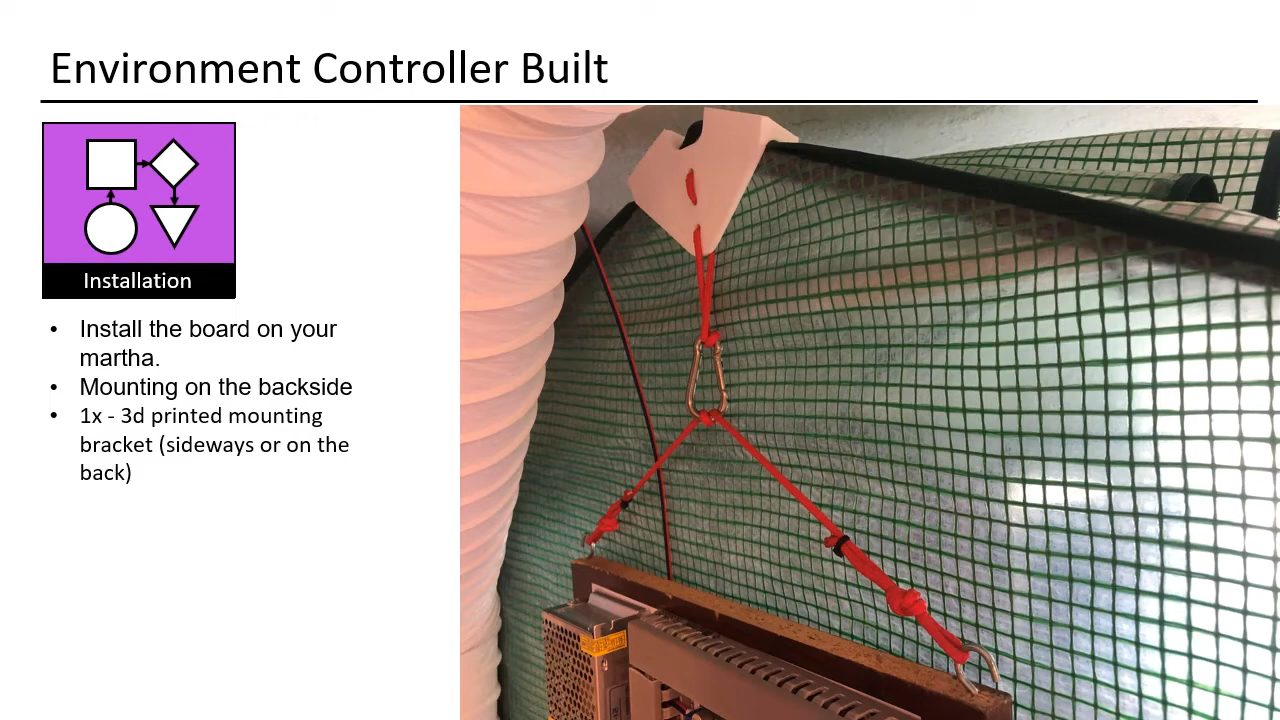 Environment Controller Built
Installation
• Install the board on your
martha.
• Mounting on the backside
• 1x - 3d printed mounting
bracket (sideways or on the
back)